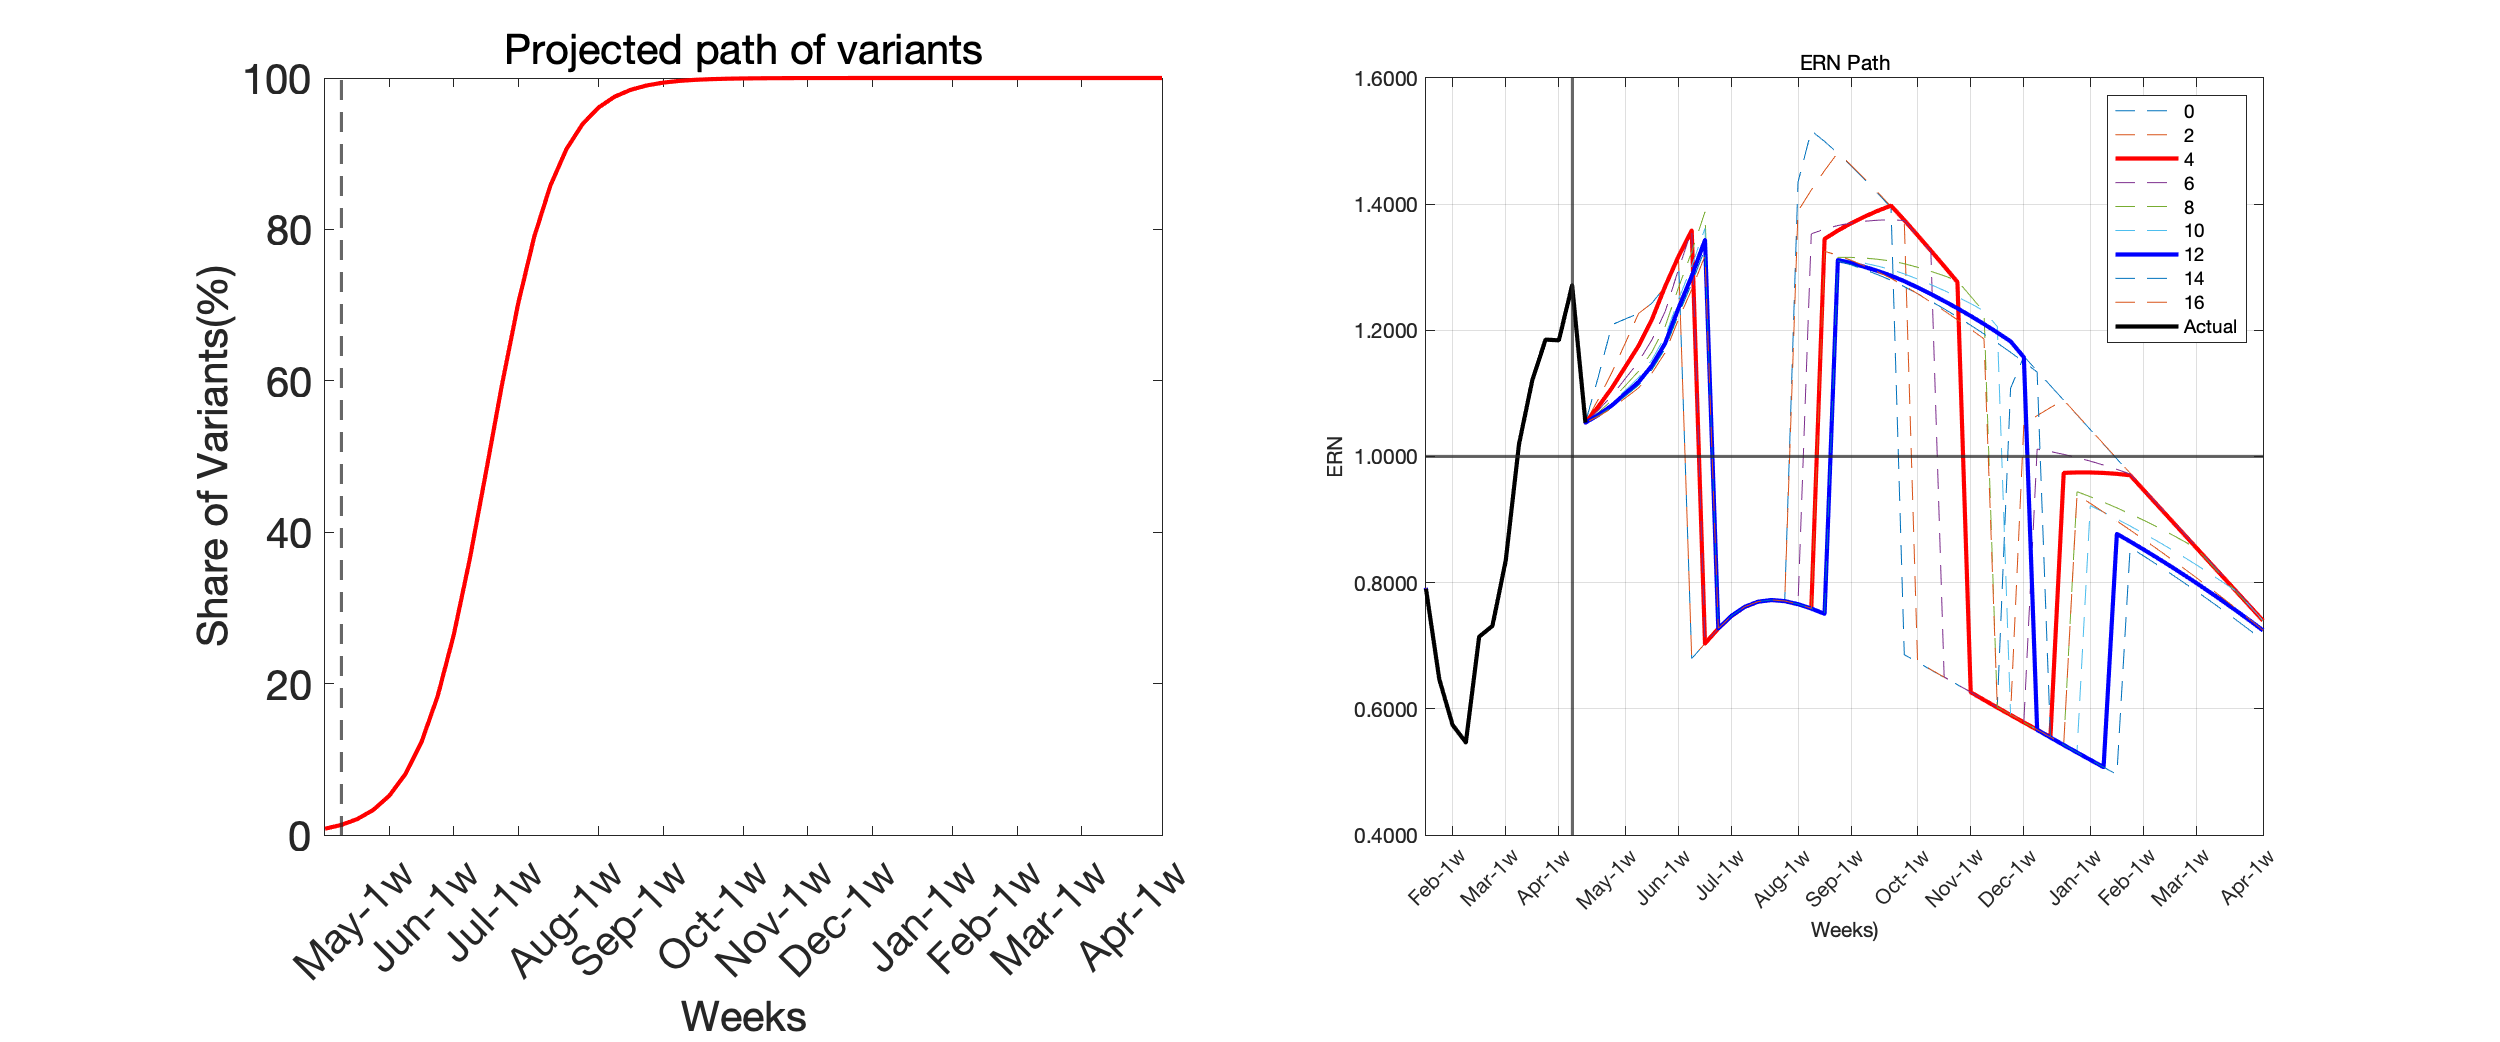 Projected path of variants
100
80
60
40
20
0
Share of Variants(%)
May-1w
Jun-1w
Jul-1w
Aug-1w
Sep-1w
Oct-1w
Nov-1w
Dec-1w
Jan-1w
Feb-1w
Mar-1w
Apr-1w
Weeks
ERN Path
1.6000
1.4000
1.2000
1.0000
0.8000
0.6000
0.4000
ERN
0
2
4
6
8
10
12
14
16
Actual
Feb-1w
Mar-1w
Apr-1w
May-1w
Jun-1w
Jul-1w
Aug-1w
Sep-1w
Oct-1w
Nov-1w
Dec-1w
Jan-1w
Feb-1w
Mar-1w
Apr-1w
Weeks)